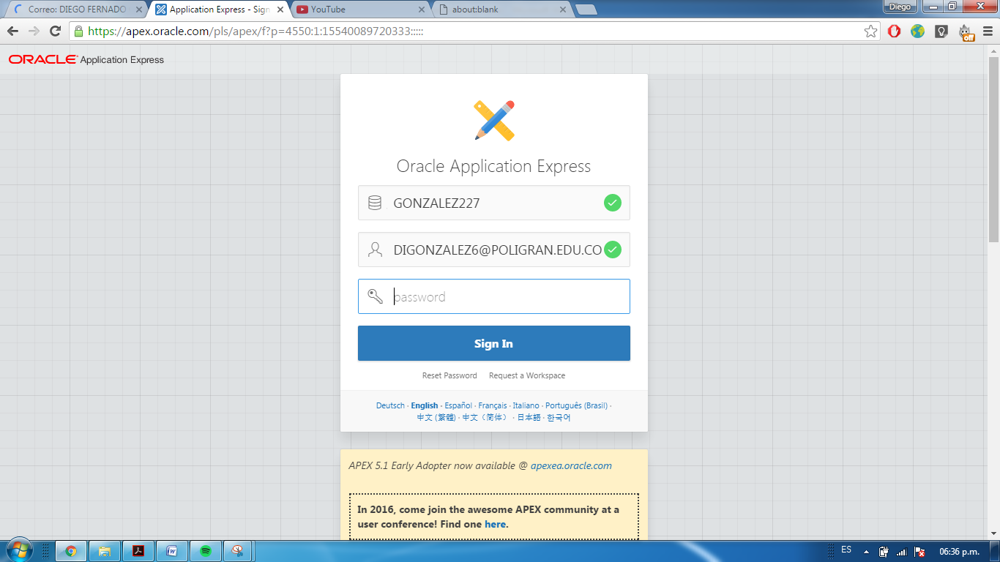 Correo: DIEGO FERNADO
Application Express - Sign
YouTube
about:blank
Diego
https://apex.oracle.com/pls/apex/f?p=4550:1:15540089720333:::::
off
ORACLE Application Express
Oracle Application Express
GONZALEZ227
DIGONZALEZ6@POLIGRAN.EDU.CO
password
Sign In
Reset Password Request a Workspace
Deutsch · English · Español · Français · Italiano · Português (Brasil) ·
中文 (繁體) · 中文（简体） · 日本語 · 한국어
APEX 5.1 Early Adopter now available @ apexea.oracle.com
In 2016, come join the awesome APEX community at a
user conference! Find one here.
ES
06:36 p.m.